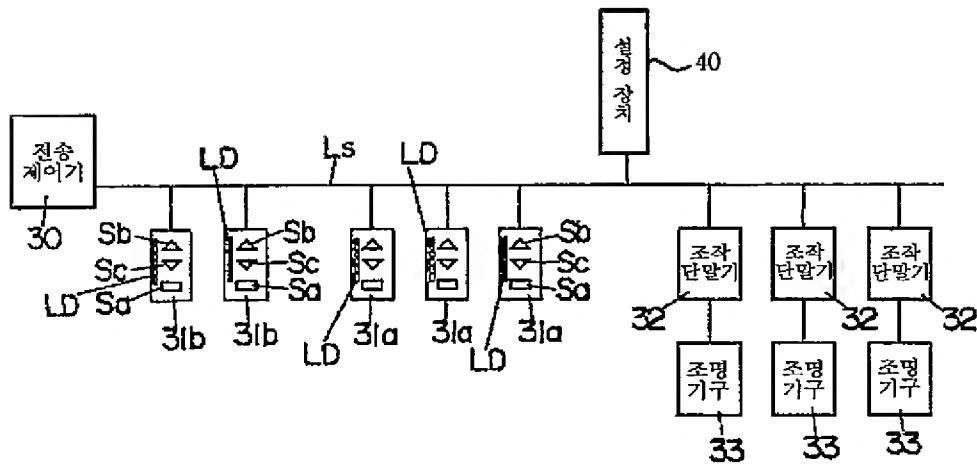 설정 장치
40
전송
제어기
30
LD
Ls
LD
Sb
Sc
LD
Sa
31b
Sb
Sc
Sa
31b
LD
31a
31a
LD
Sb
Sc
Sa
31a
조작
단말기
32
조작
단말기
32
조작
단말기
32
조명
기구
33
조명
기구
33
조명
기구
33